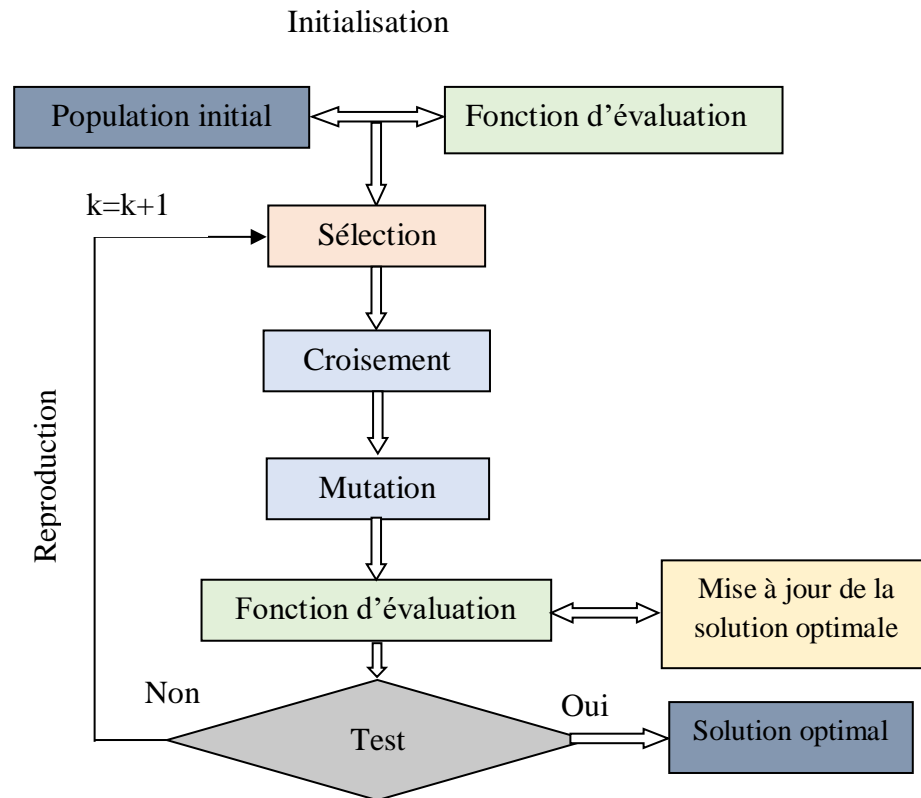 Initialisation
Population initial
Fonction d’évaluation
k=k+1
Sélection
Croisement
Reproduction
Mutation
Fonction d’évaluation
Mise à jour de la
solution optimale
Non
Oui
Test
Solution optimal